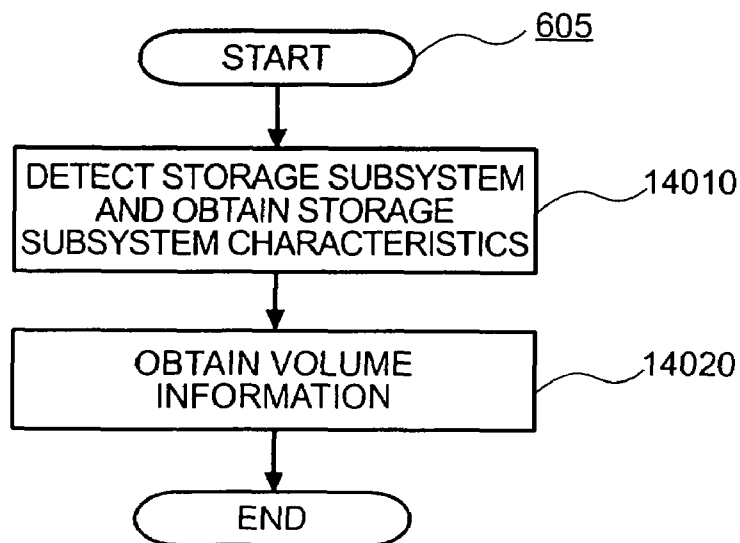 START
605
DETECT STORAGE SUBSYSTEM
AND OBTAIN STORAGE
SUBSYSTEM CHARACTERISTICS
14010
OBTAIN VOLUME
INFORMATION
14020
END